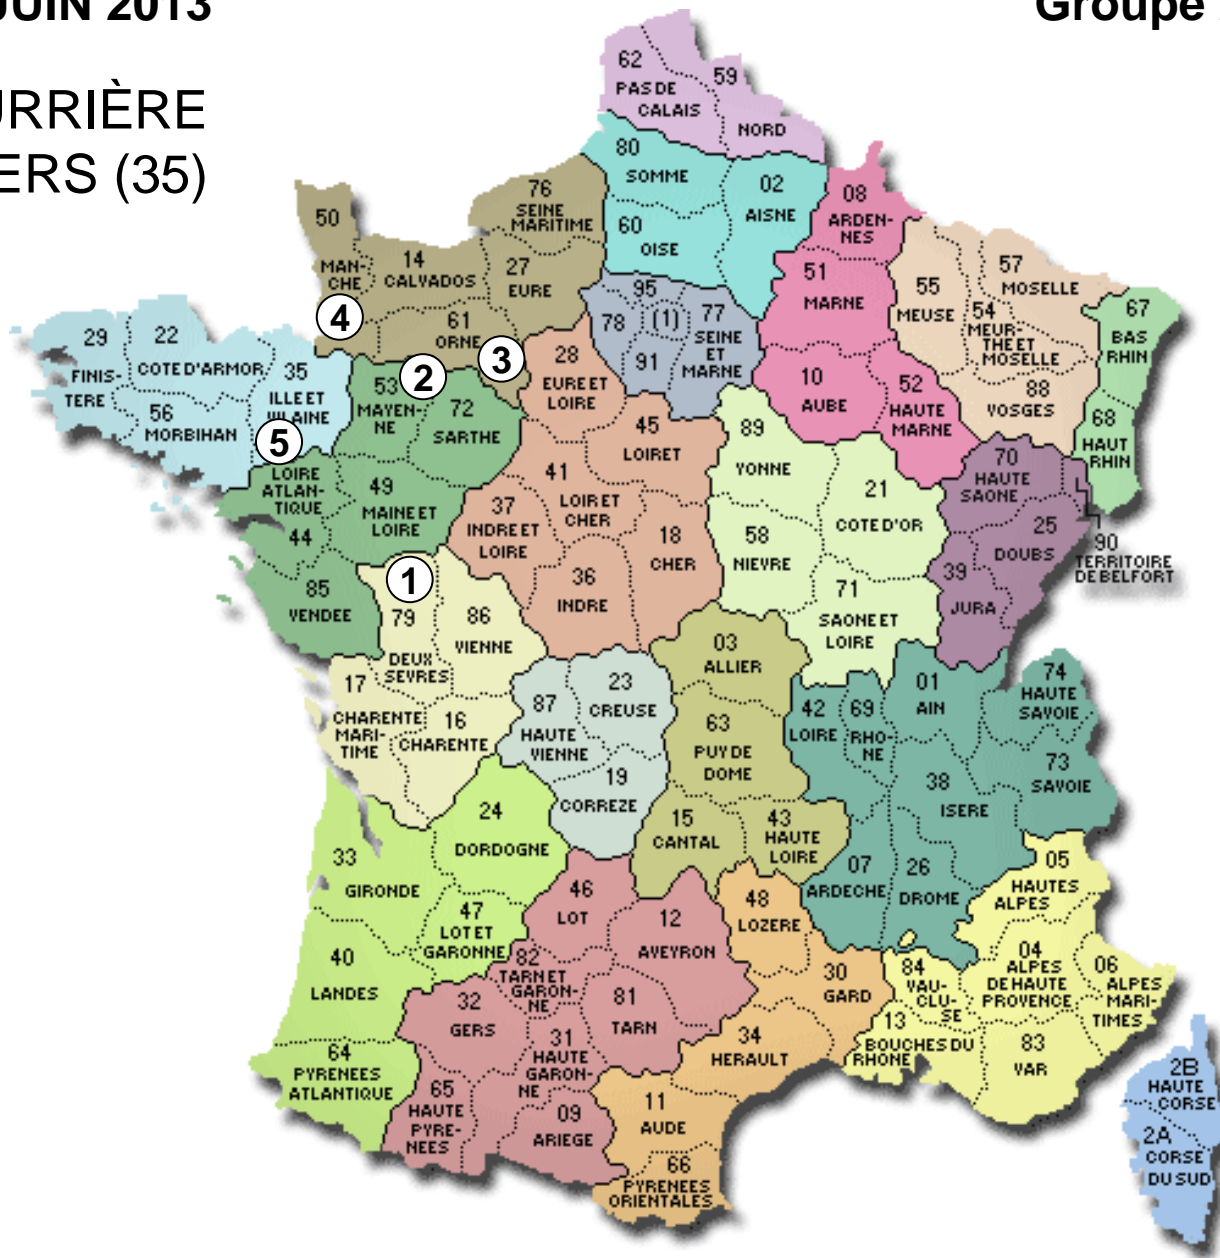 JUIN 2013
Groupe
URRIÈRE
ERS (35)
62
PAS DE
CALAIS
59
NORD
80
SOMME
02
AISNE
60
OISE
76
SEINE
MARITIME
27
EURE
50
MAN-
CHE
14
CALVADOS
61
ORNE
4
3
2
08
ARDEN-
NES
51
MARNE
10
AUBE
52
HAUTE
MARNE
55
MEUSE
54
MEUR-
THE ET
MOSELLE
57
MOSELLE
88
VOSGES
67
BAS
RHIN
68
HAUT
RHIN
95
78
(1)
91
77
SEINE
ET
MARNE
29
FINIS-
TERE
22
COTE D'ARMOR
56
MORBIHAN
35
ILLE ET
VILAINE
5
53
MAYEN-
NE
72
SARTHE
LOIRE
ATLAN-
TIQUE
44
49
MAINE ET
LOIRE
85
VENDEE
28
EURE ET
LOIRE
45
LOIRET
41
LOIR ET
CHER
37
INDRE ET
LOIRE
18
CHER
36
INDRE
89
YONNE
21
COTE D'OR
58
NIEVRE
71
SAONE ET
LOIRE
70
HAUTE
SAONE
25
DOUBS
39
JURA
90
TERRITOIRE
DE BELFORT
1
79
DEUX
SEVRES
86
VIENNE
17
CHARENTE
MARI-
TIME
16
CHARENTE
87
HAUTE
VIENNE
23
CREUSE
19
CORREZE
03
ALLIER
63
PUY DE
DOME
15
CANTAL
43
HAUTE
LOIRE
42
LOIRE
69
RHO-
NE
01
AIN
74
HAUTE
SAVOIE
73
SAVOIE
38
ISERE
07
ARDECHE
26
DROME
24
DORDOGNE
33
GIRONDE
47
LOT ET
GARONNE
40
LANDES
64
PYRENEES
ATLANTIQUE
46
LOT
12
AVEYRON
82
TARN ET
GARON-
NE
32
GERS
81
TARN
31
HAUTE
GARON-
NE
65
HAUTE
PYRE-
NEES
09
ARIEGE
48
LOZERE
30
GARD
34
HERAULT
11
AUDE
66
PYRENEES
ORIENTALES
05
HAUTES
ALPES
04
ALPES
DE HAUTE
PROVENCE
06
ALPES
MARI-
TIMES
84
VAU-
CLU-
SE
13
BOUCHES DU
RHONE
83
VAR
2B
HAUTE
CORSE
2A
CORSE
DU SUD